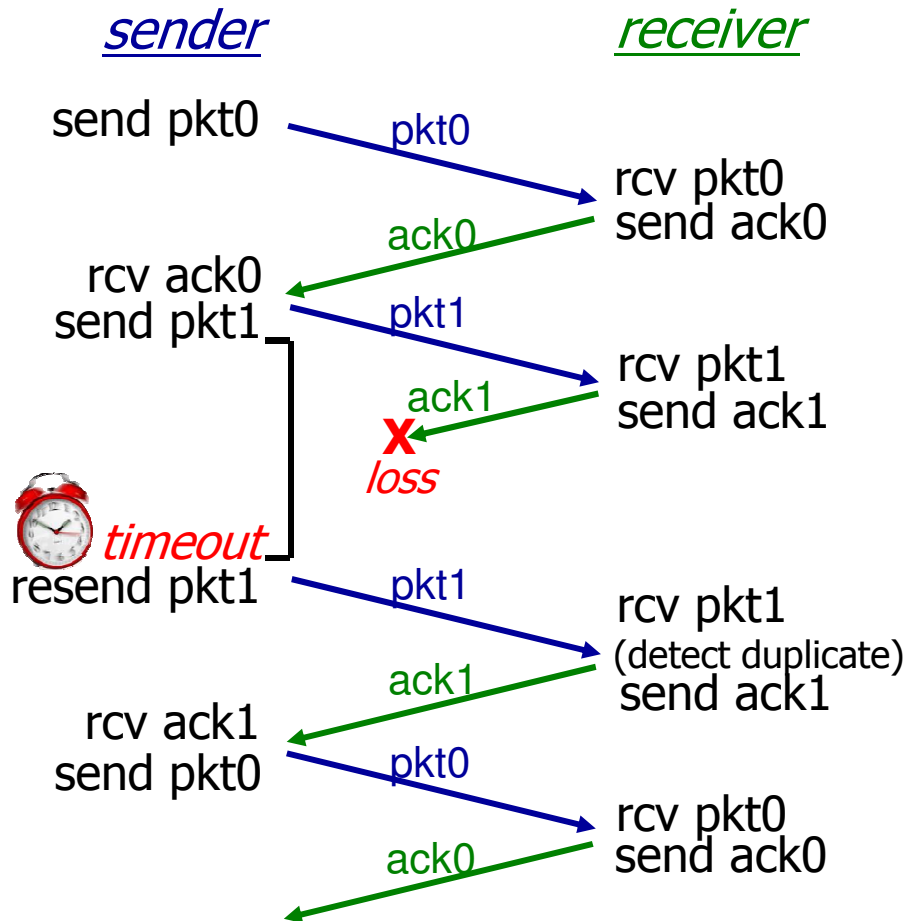 sender
receiver
send pkt0
pkt0
rcv pkt0
send ack0
ack0
rcv ack0
send pkt1
pkt1
rcv pkt1
send ack1
ack1
X
loss
timeout
resend pkt1
pkt1
rcv pkt1
(detect duplicate)
send ack1
ack1
rcv ack1
send pkt0
pkt0
rcv pkt0
send ack0
ack0